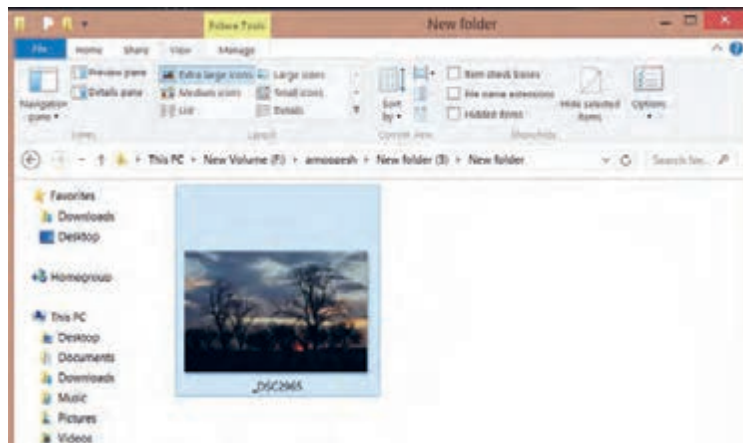 Picture Tools New folder
File Home Share View Manage
Navigation pane
Preview pane
Details pane
Extra large icons Large icons
Medium icons Small icons
List Details
Sort by
Item check boxes
File name extensions
Hidden items
Hide selected items
Options
Panes Layout Current view Show/hide
This PC New Volume (F:) New folder (3) New folder
Favorites
Downloads
Desktop
Homegroup
This PC
Desktop
Documents
Downloads
Music
Pictures
Videos
_DSC2965